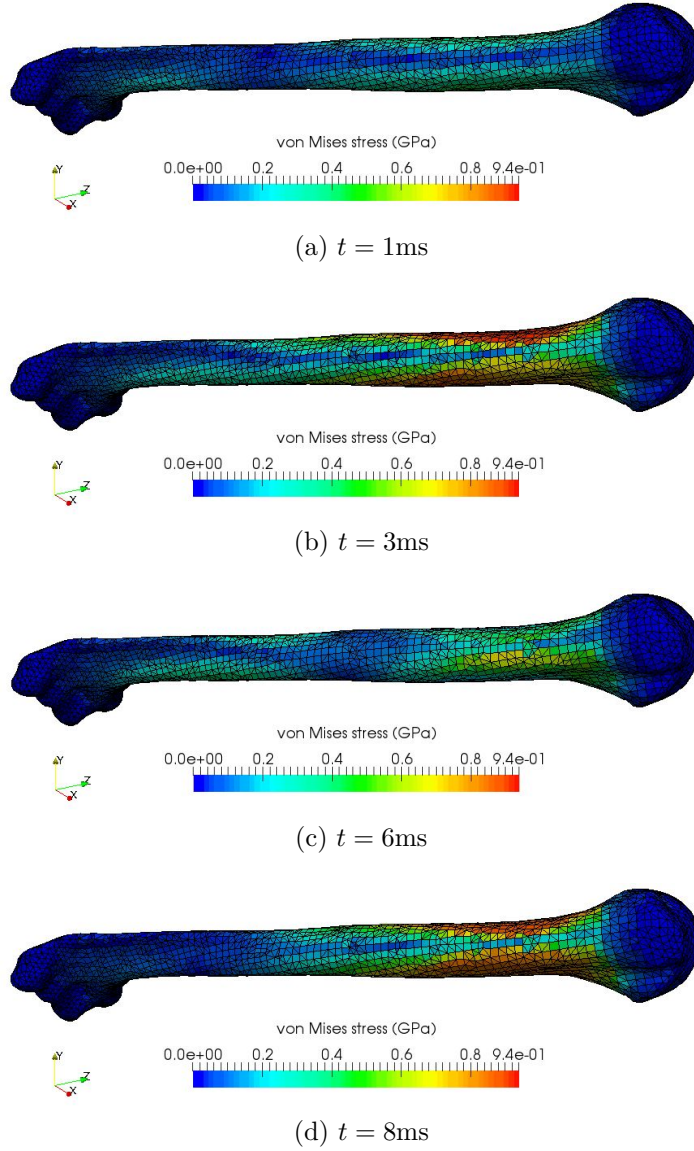 von Mises stress (GPa)
0.0e+00 0.2 0.4 0.6 0.8 9.4e-01
Y
Z
X
(a) t = 1ms
von Mises stress (GPa)
0.0e+00 0.2 0.4 0.6 0.8 9.4e-01
Y
Z
X
(b) t = 3ms
von Mises stress (GPa)
0.0e+00 0.2 0.4 0.6 0.8 9.4e-01
Y
Z
X
(c) t = 6ms
von Mises stress (GPa)
0.0e+00 0.2 0.4 0.6 0.8 9.4e-01
Y
Z
X
(d) t = 8ms